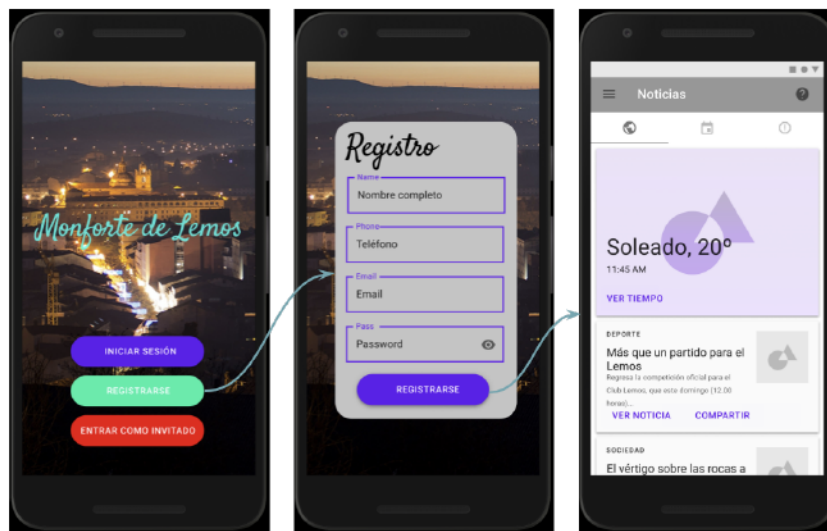 Monforte de Lemos
INICIAR SESIÓN
REGISTRARSE
ENTRAR COMO INVITADO
Registro
Name
Nombre completo
Phone
Teléfono
Email
Email
Pass
Password
REGISTRARSE
Noticias
Soleado, 20º
11:45 AM
VER TIEMPO
DEPORTE
Más que un partido para el
Lemos
Regresa la competición oficial para el
Club Lemos, que este domingo (12.00
horas)...
VER NOTICIA COMPARTIR
SOCIEDAD
El vértigo sobre las rocas a